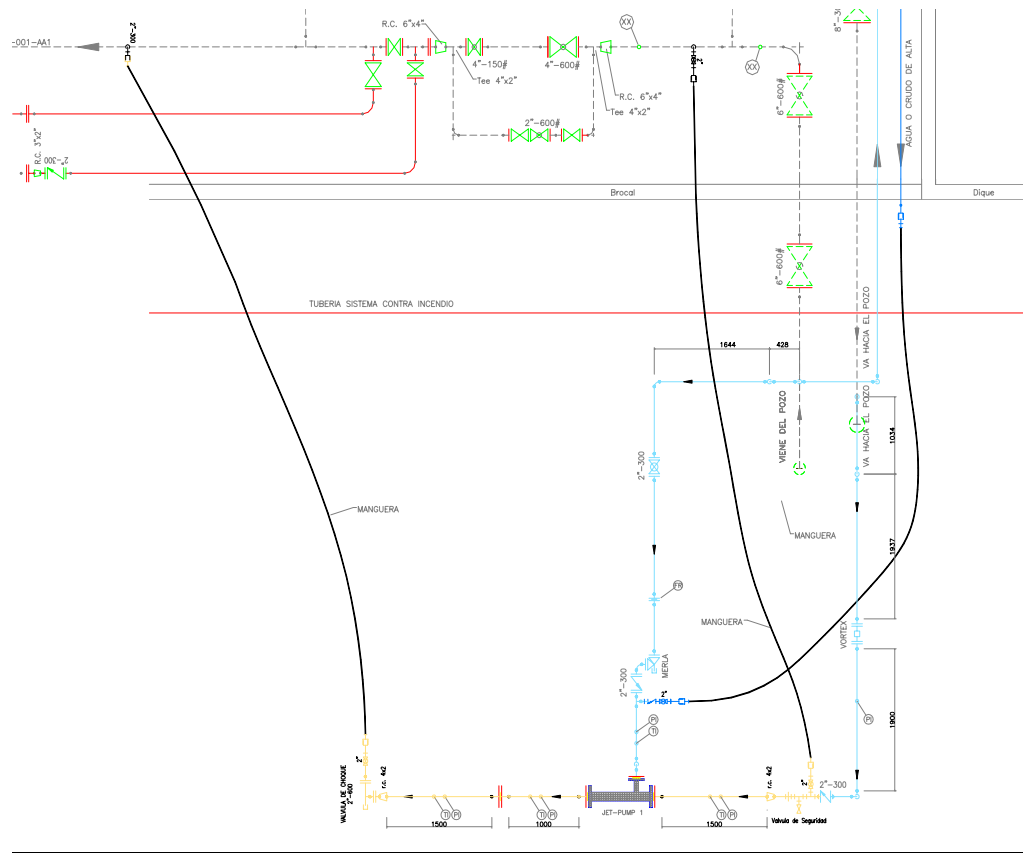 R.C. 6"x4"
XX
2"-300
-001-AA1
8"-3
4"-150#
4"-600#
2"
XX
Tee 4"x2"
R.C. 6"x4"
Tee 4"x2"
6"-600#
AGUA O CRUDO DE ALTA
2"-600#
R.C. 3"x2"
2"-300
Brocal
Dique
6"-600#
TUBERIA SISTEMA CONTRA INCENDIO
VA HACIA EL POZO
1644
428
VIENE DEL POZO
VA HACIA EL POZO
1034
2"-300
MANGUERA
MANGUERA
1937
FR
MANGUERA
VORTEX
MERLA
2"-300
2"
PI
TI
PI
1900
VALVULA DE CHOQUE
2"-600
2"
r.c. 4x2
r.c. 4x2
2"
2"-300
TI
PI
TI
PI
JET-PUMP 1
TI
PI
Valvula de Seguridad
1500
1000
1500